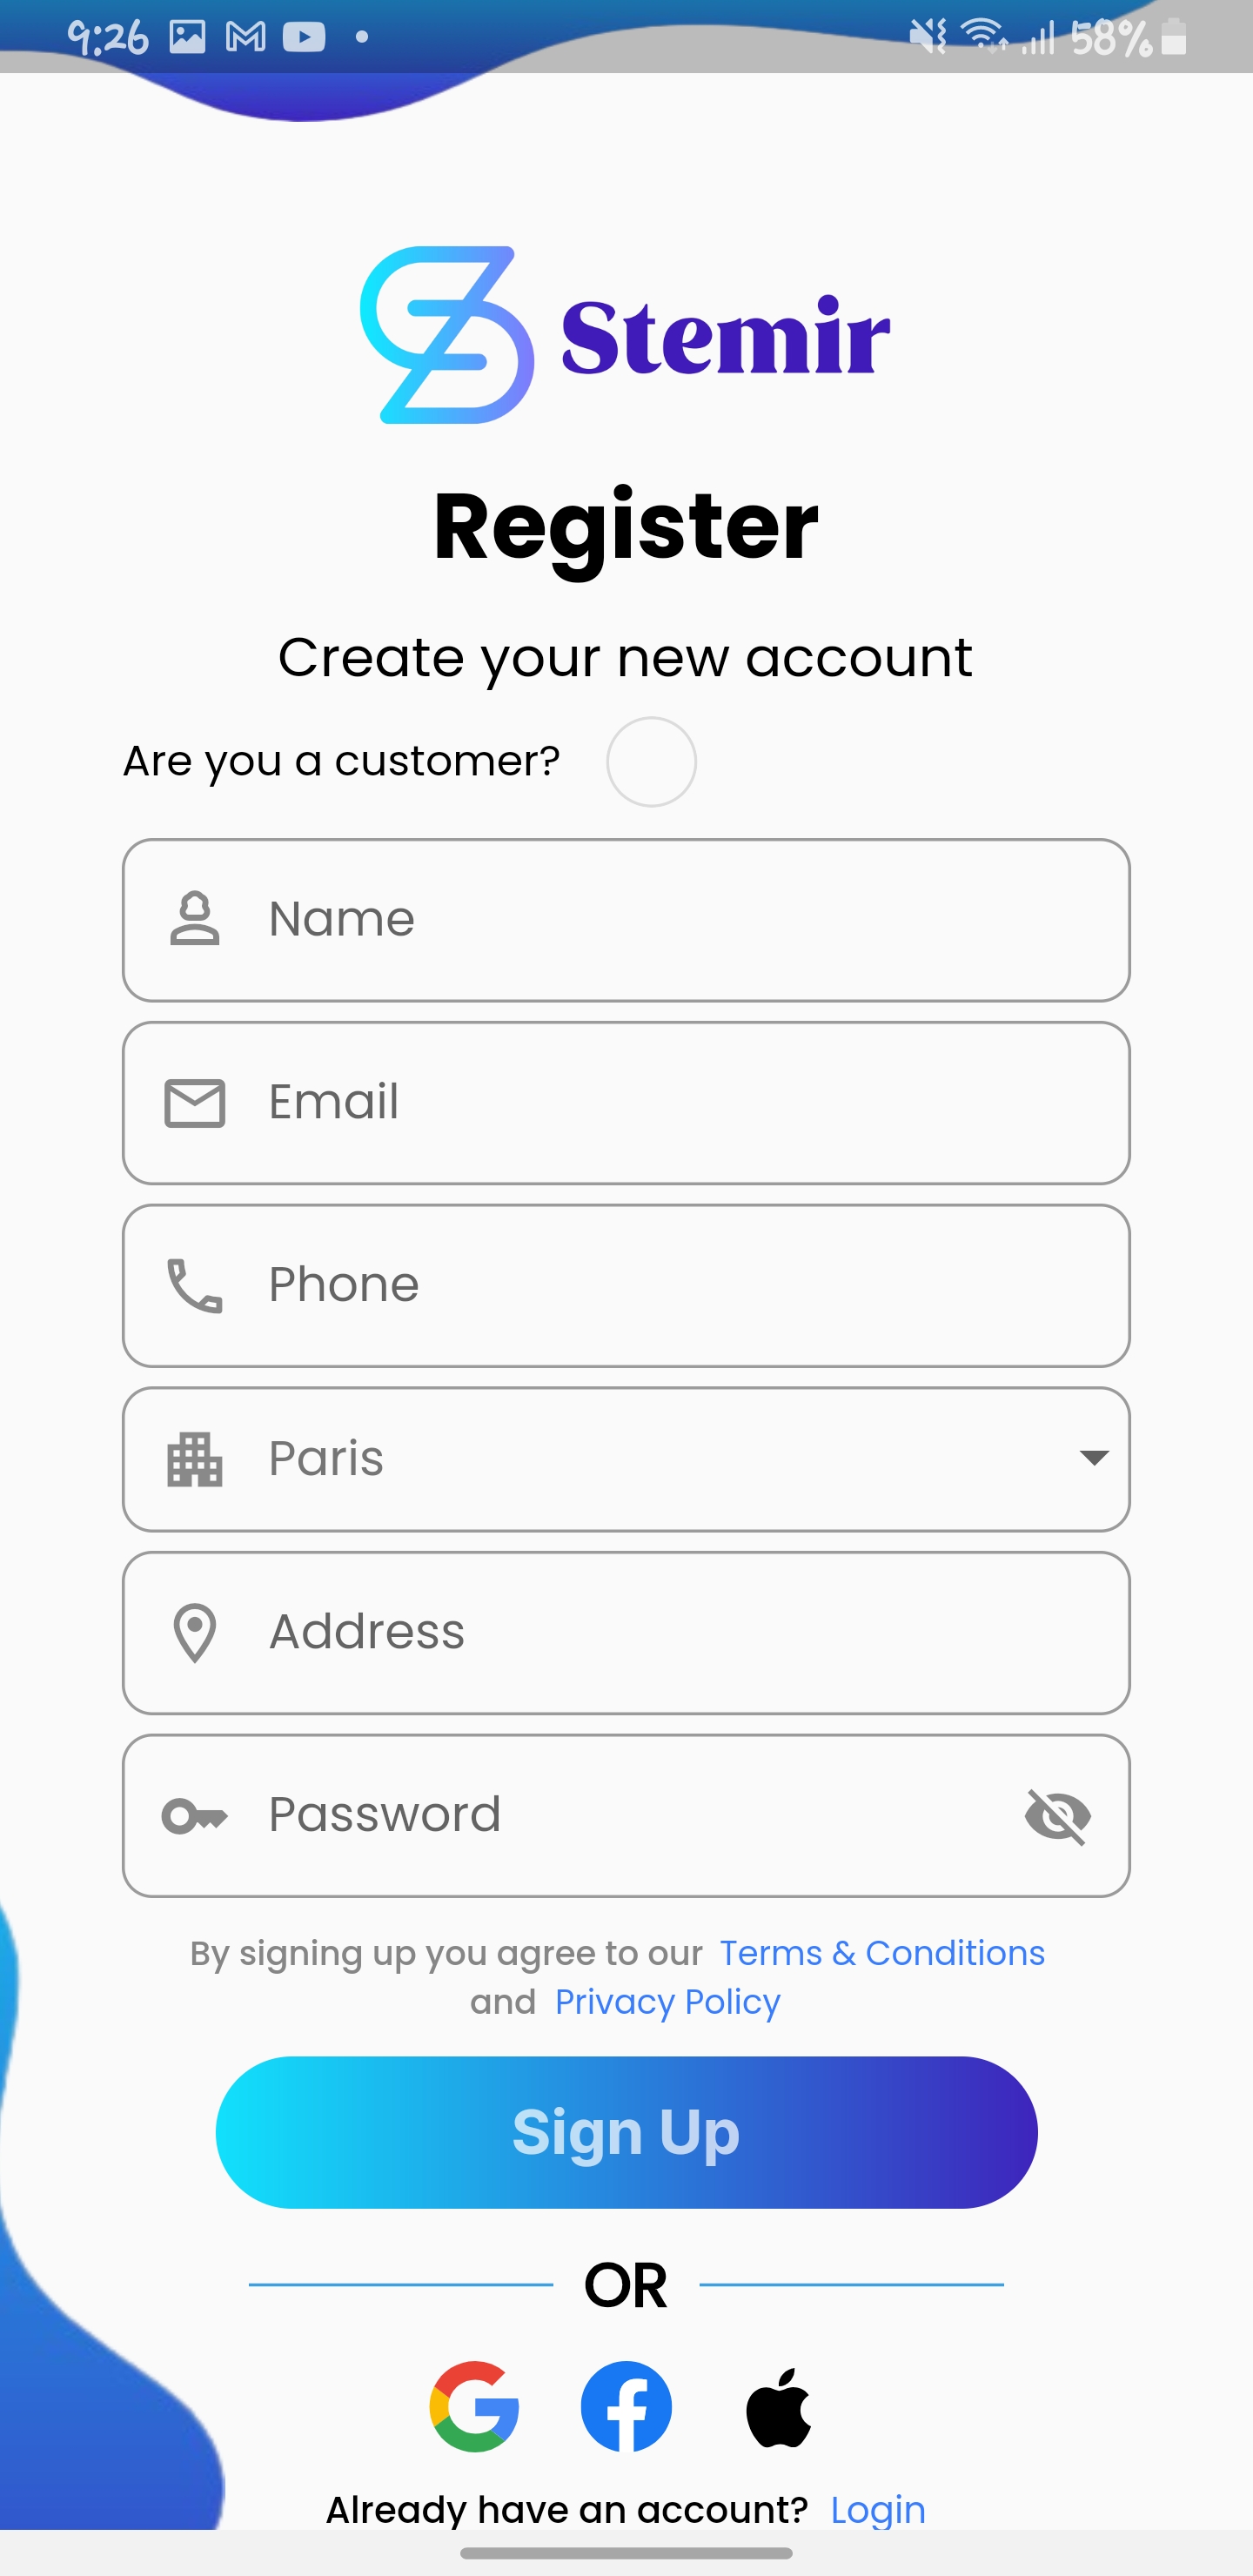 9:26 58%
Stemir
Register
Create your new account
Are you a customer?
Name
Email
Phone
Paris
Address
Password
By signing up you agree to our Terms & Conditions
and Privacy Policy
Sign Up
OR
Already have an account? Login